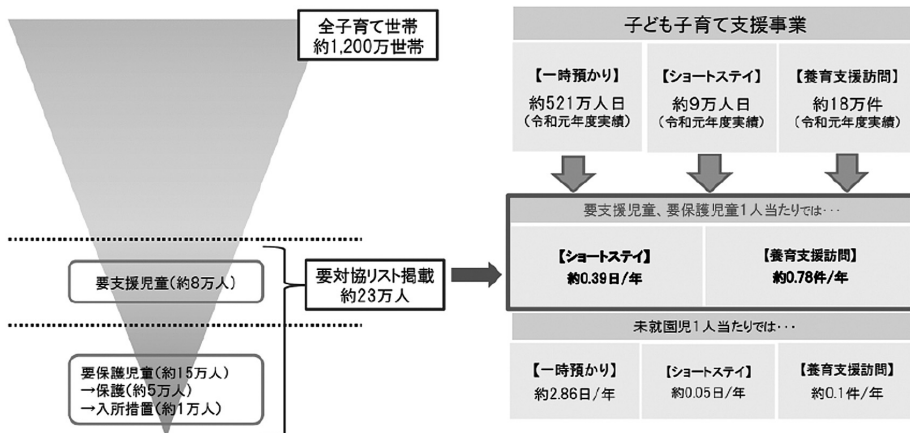 全子育て世帯
約1,200万世帯
要支援児童(約8万人)
要対協リスト掲載
約23万人
要保護児童(約15万人)
→保護(約5万人)
→入所措置(約1万人)
子ども子育て支援事業
【一時預かり】
約521万人日
(令和元年度実績)
【ショートステイ】
約9万人日
(令和元年度実績)
【養育支援訪問】
約18万件
(令和元年度実績)
要支援児童、要保護児童1人当たりでは・・・
【ショートステイ】
約0.39日/年
【養育支援訪問】
約0.78件/年
未就園児1人当たりでは・・・
【一時預かり】
約2.86日/年
【ショートステイ】
約0.05日/年
【養育支援訪問】
約0.1件/年